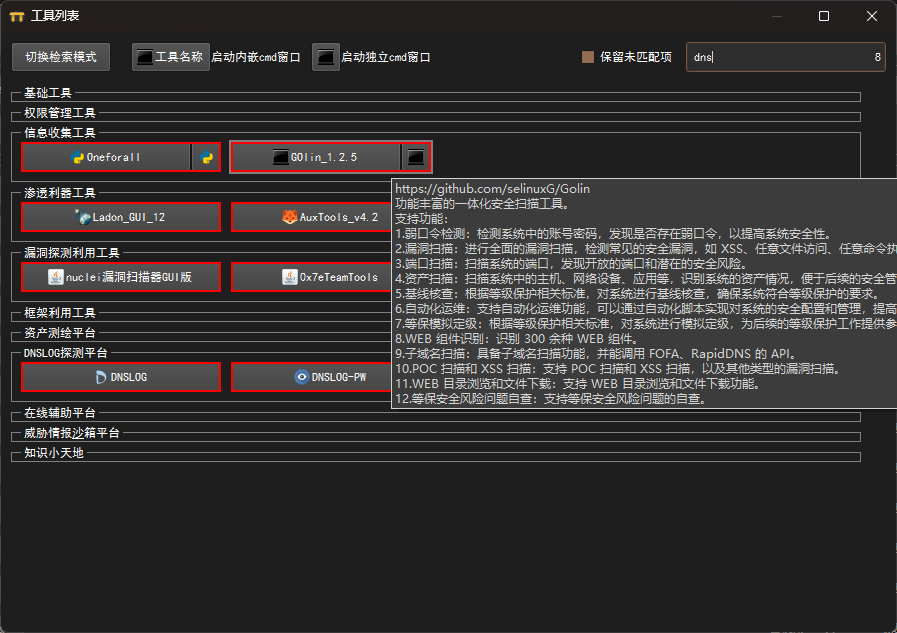 工具列表
切换检索模式
工具名称 启动内嵌cmd窗口
启动独立cmd窗口
保留未匹配项
dns 8
基础工具
权限管理工具
信息收集工具
Oneforall
GOlin_1.2.5
渗透利器工具
Ladon_GUI_12
AuxTools_v4.2
漏洞探测利用工具
nuclei漏洞扫描器GUI版
0x7eTeamTools
框架利用工具
资产测绘平台
DNSLOG探测平台
DNSLOG
DNSLOG-PW
在线辅助平台
威胁情报沙箱平台
知识小天地
https://github.com/selinuxG/Golin
功能丰富的一体化安全扫描工具。
支持功能：
1.弱口令检测：检测系统中的账号密码，发现是否存在弱口令，以提高系统安全性。
2.漏洞扫描：进行全面的漏洞扫描，检测常见的安全漏洞，如 XSS、任意文件访问、任意命令执
3.端口扫描：扫描系统的端口，发现开放的端口和潜在的安全风险。
4.资产扫描：扫描系统中的主机、网络设备、应用等，识别系统的资产情况，便于后续的安全管
5.基线核查：根据等级保护相关标准，对系统进行基线核查，确保系统符合等级保护的要求。
6.自动化运维：支持自动化运维功能，可以通过自动化脚本实现对系统的安全配置和管理，提高
7.等保模拟定级：根据等级保护相关标准，对系统进行模拟定级，为后续的等级保护工作提供参
8.WEB 组件识别：识别 300 余种 WEB 组件。
9.子域名扫描：具备子域名扫描功能，并能调用 FOFA、RapidDNS 的 API。
10.POC 扫描和 XSS 扫描：支持 POC 扫描和 XSS 扫描，以及其他类型的漏洞扫描。
11.WEB 目录浏览和文件下载：支持 WEB 目录浏览和文件下载功能。
12.等保安全风险问题自查：支持等保安全风险问题的自查。